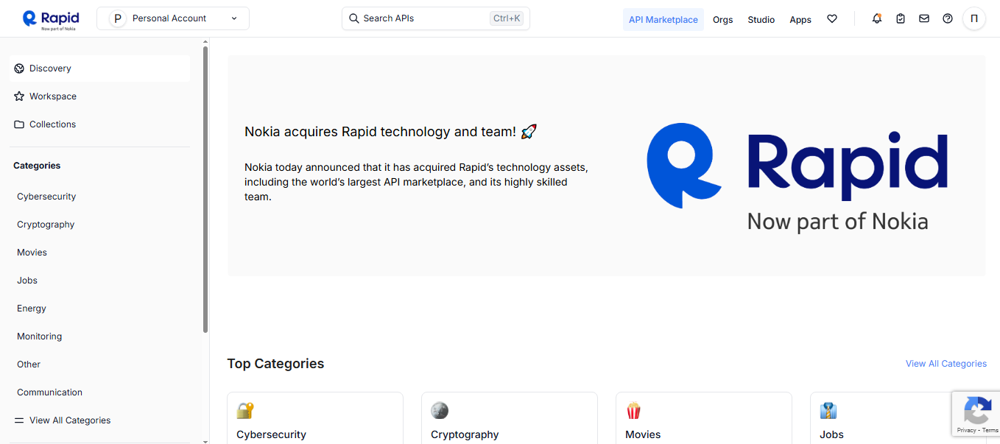 Rapid
Now part of Nokia
P
Personal Account
Search APIs
Ctrl+K
API Marketplace
Orgs
Studio
Apps
П
Discovery
Workspace
Collections
Categories
Cybersecurity
Cryptography
Movies
Jobs
Energy
Monitoring
Other
Communication
View All Categories
Nokia acquires Rapid technology and team! 🚀
Nokia today announced that it has acquired Rapid’s technology assets,
including the world’s largest API marketplace, and its highly skilled
team.
Rapid
Now part of Nokia
Top Categories
View All Categories
Cybersecurity
Cryptography
Movies
Jobs
Privacy - Terms